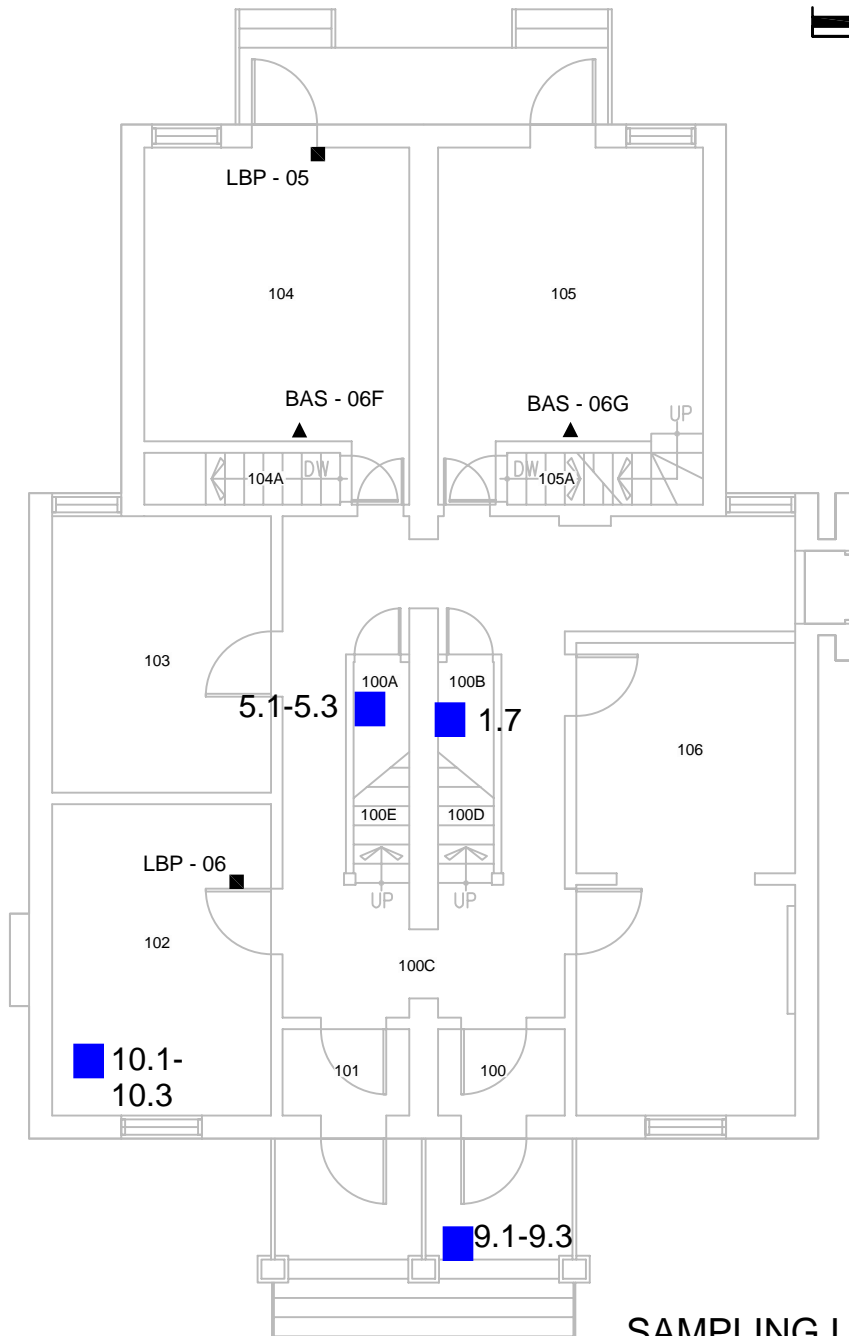 LBP - 05
104
105
BAS - 06F
BAS - 06G
UP
104A
DW
DW
105A
103
100A
100B
5.1-5.3
1.7
106
100E
100D
LBP - 06
UP
UP
102
100C
10.1-
10.3
101
100
9.1-9.3
SAMPLING L